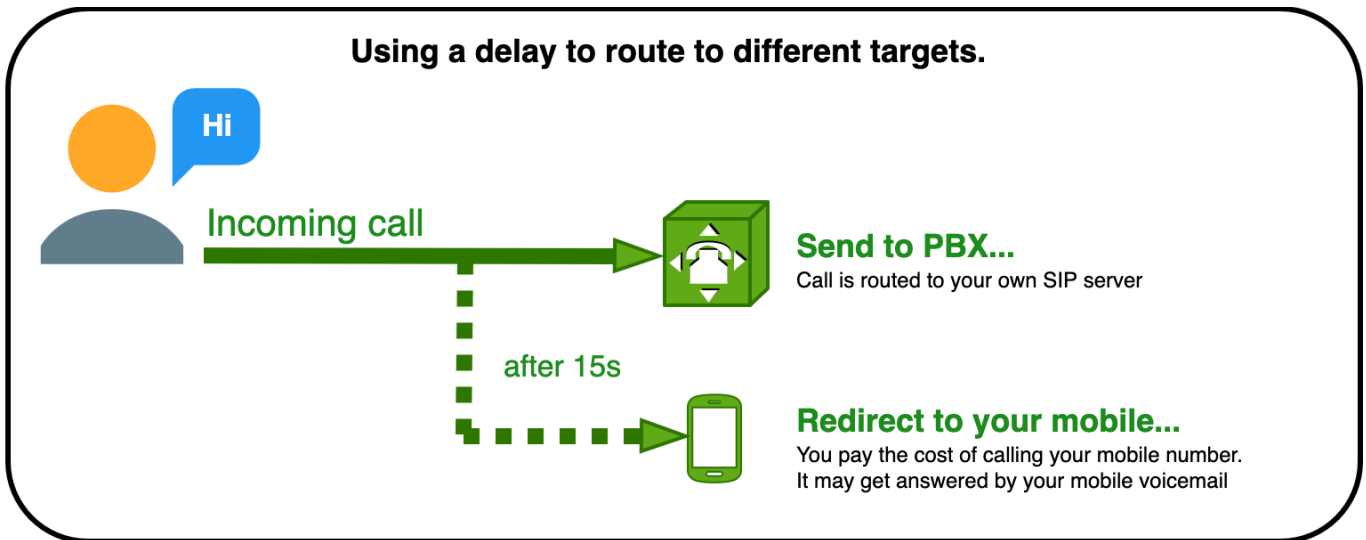 Using a delay to route to different targets.
Hi
Incoming call
Send to PBX...
Call is routed to your own SIP server
after 15s
Redirect to your mobile...
You pay the cost of calling your mobile number.
It may get answered by your mobile voicemail